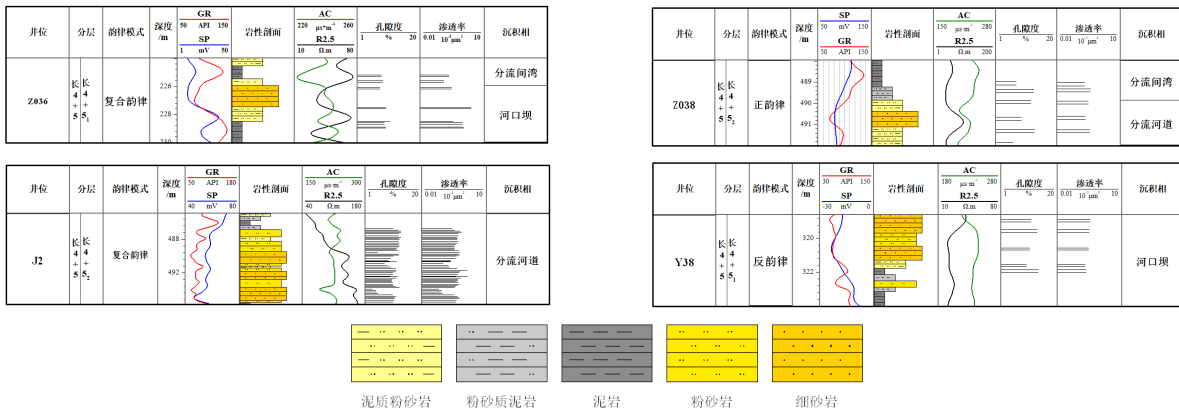 井位 分层 韵律模式 深度/m GR 50 API 150 SP 1 mV 50 岩性剖面 AC 220 μs•m⁻¹ 260 R2.5 10 Ω.m 80 孔隙度 1 % 20 渗透率 0.01 10⁻³μm² 10 沉积相
Z036 长4+5 长4+5₁ 复合韵律 226 228 230 分流间湾 河口坝
井位 分层 韵律模式 深度/m SP 50 mV 150 GR 50 API 150 岩性剖面 AC 150 μs·m⁻¹ 280 R2.5 1 Ω.m 200 孔隙度 1 % 20 渗透率 0.01 10⁻³μm² 10 沉积相
Z038 长4+5 长4+5₂ 正韵律 489 490 491 分流间湾 分流河道
井位 分层 韵律模式 深度/m GR 50 API 180 SP 40 mV 80 岩性剖面 AC 150 μs·m⁻¹ 300 R2.5 40 Ω.m 180 孔隙度 1 % 20 渗透率 0.01 10⁻³μm² 10 沉积相
J2 长4+5 长4+5₂ 复合韵律 488 492 分流河道
井位 分层 韵律模式 深度/m GR 30 API 150 SP -30 mV 0 岩性剖面 AC 180 μs·m⁻¹ 280 R2.5 10 Ω.m 80 孔隙度 1 % 20 渗透率 0.01 10⁻³μm² 10 沉积相
Y38 长4+5 长4+5₁ 反韵律 320 322 河口坝
泥质粉砂岩 粉砂质泥岩 泥岩 粉砂岩 细砂岩